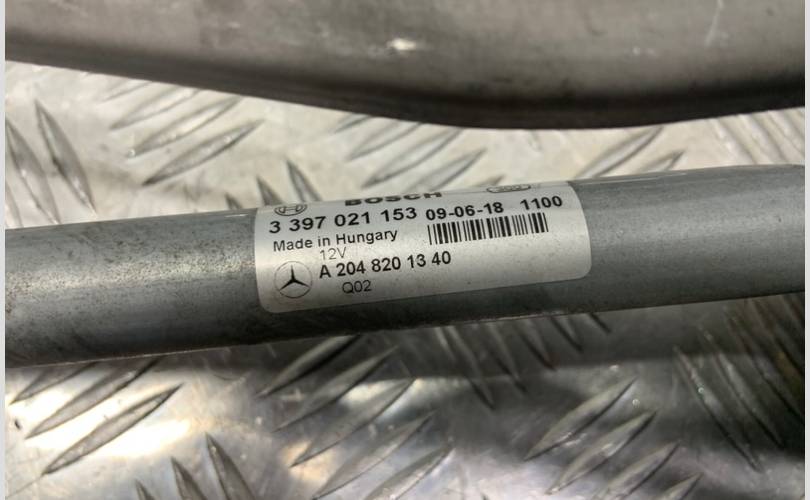 BOSCH
3 397 021 153 09-06-18 1100
Made in Hungary
12V
A 204 820 13 40
Q02